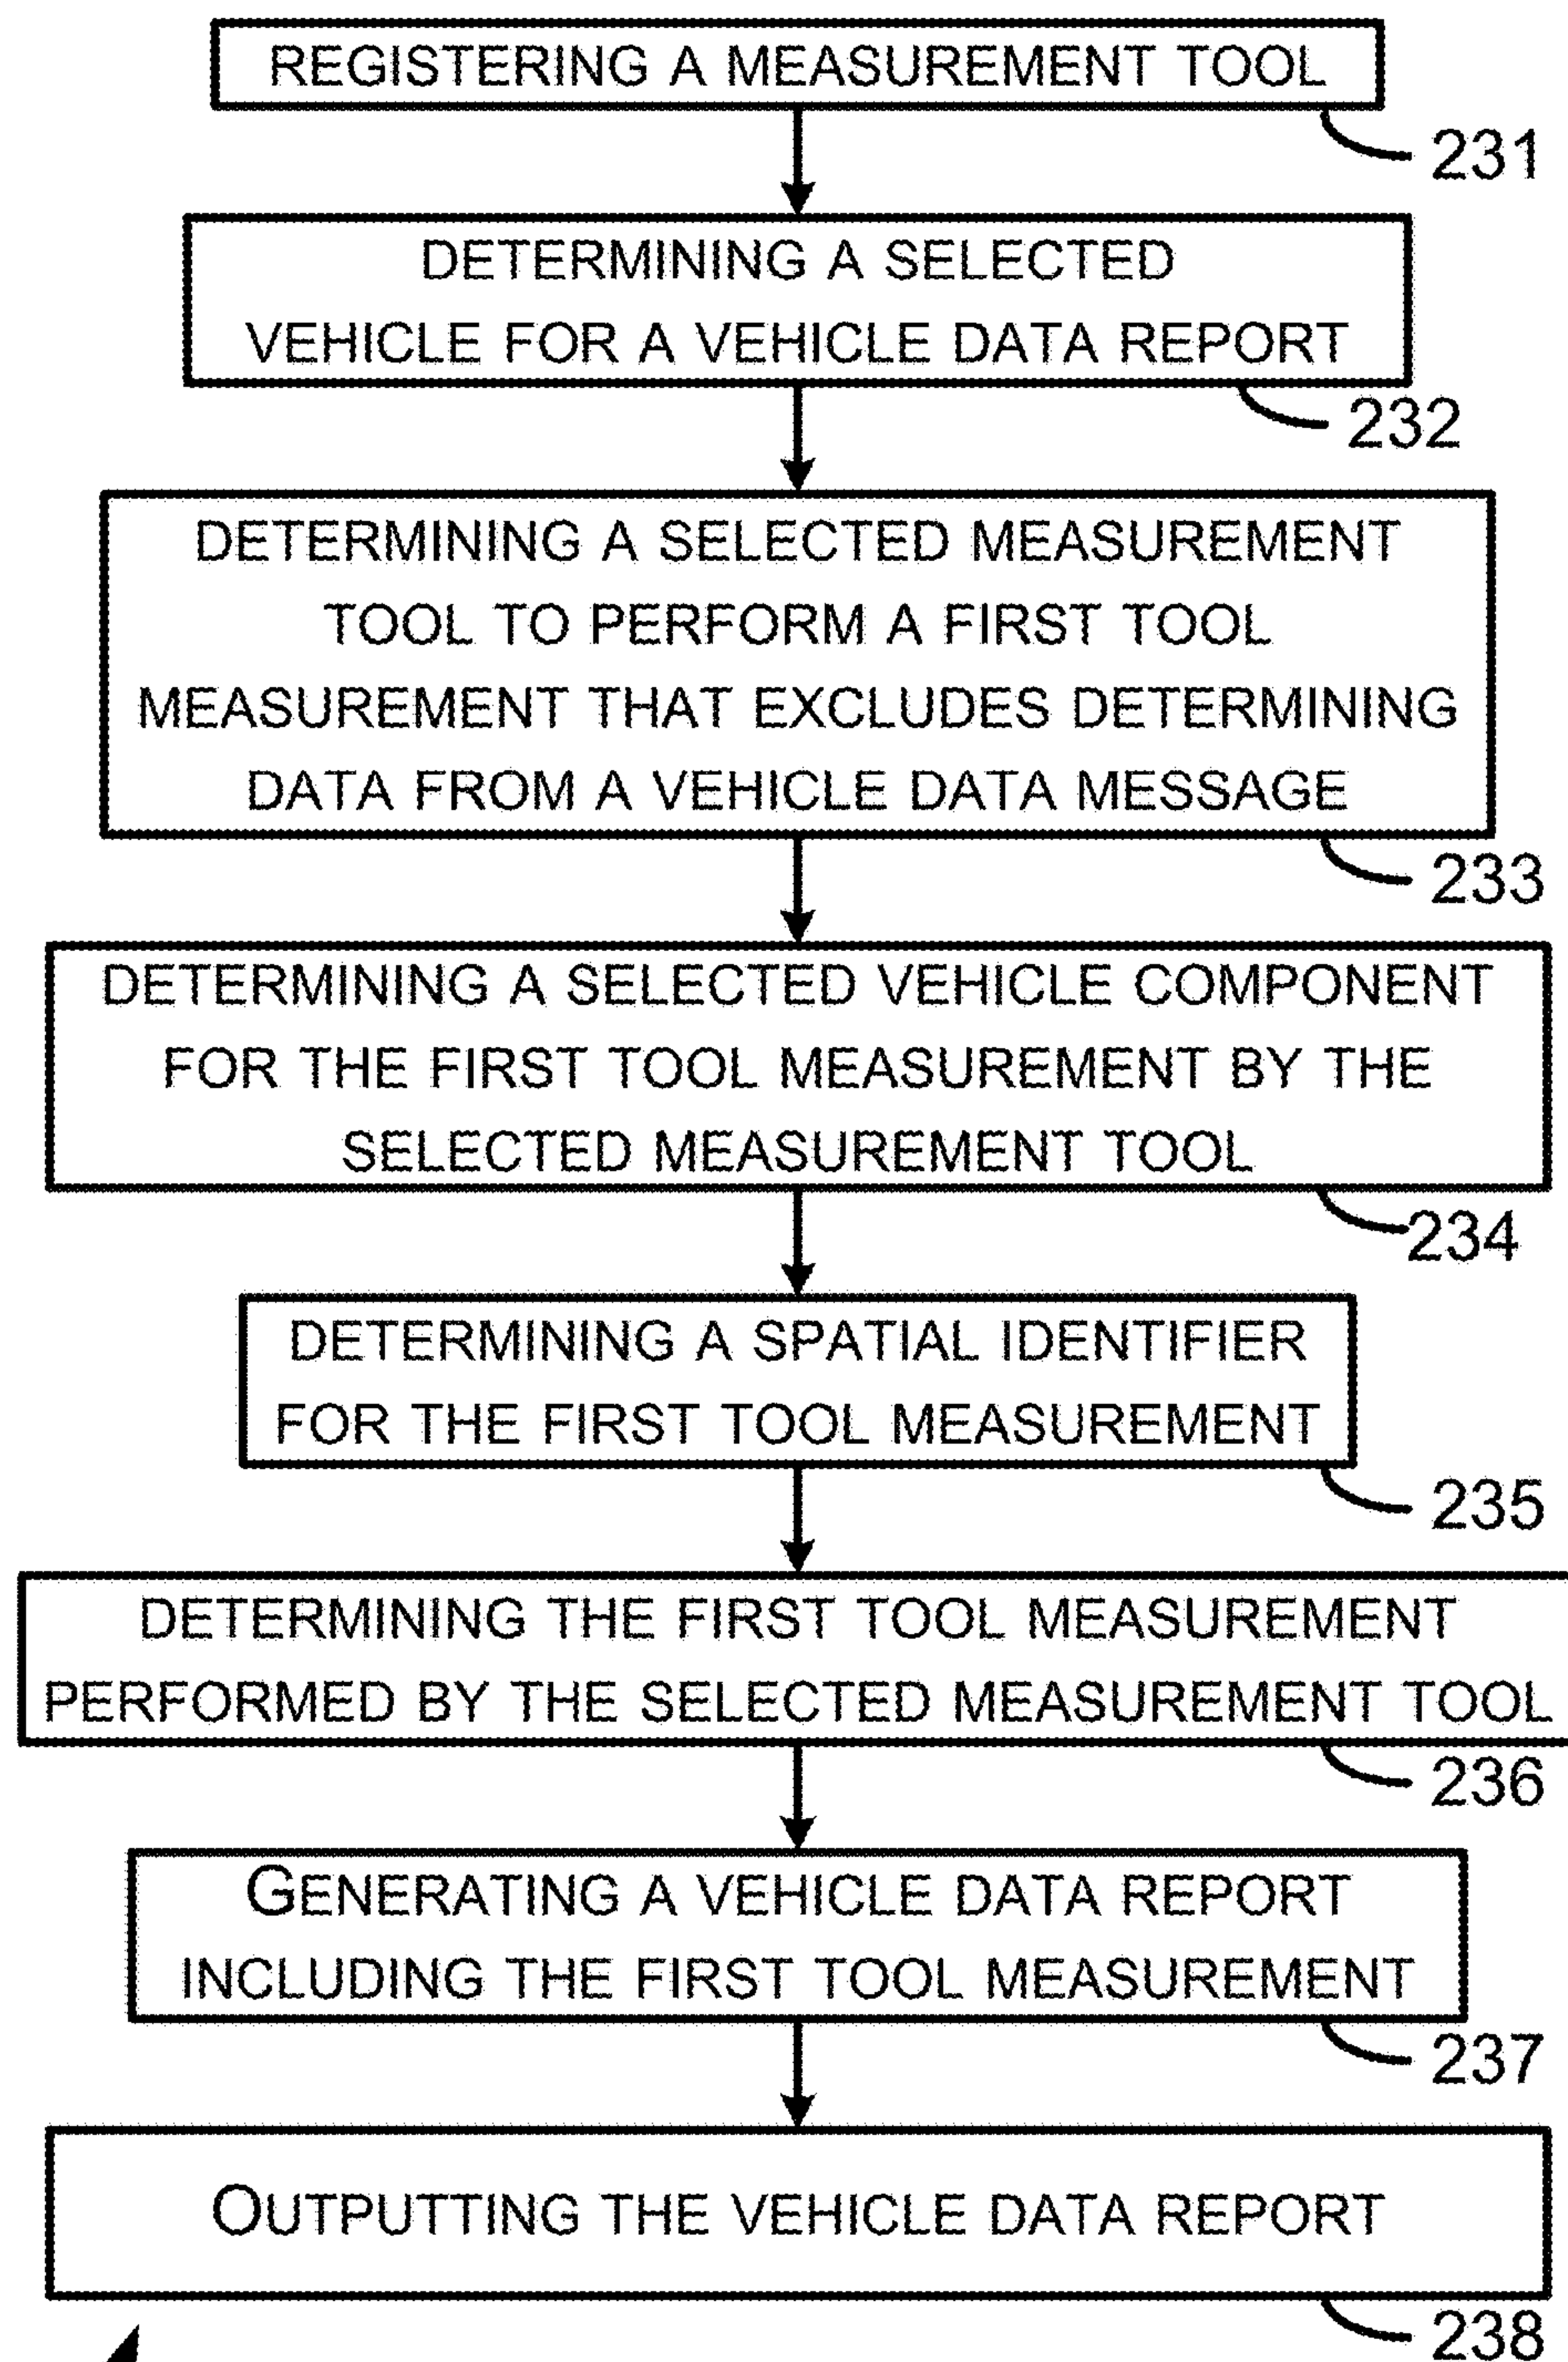 REGISTERING A MEASUREMENT TOOL
231
DETERMINING A SELECTED
VEHICLE FOR A VEHICLE DATA REPORT
232
DETERMINING A SELECTED MEASUREMENT
TOOL TO PERFORM A FIRST TOOL
MEASUREMENT THAT EXCLUDES DETERMINING
DATA FROM A VEHICLE DATA MESSAGE
233
DETERMINING A SELECTED VEHICLE COMPONENT
FOR THE FIRST TOOL MEASUREMENT BY THE
SELECTED MEASUREMENT TOOL
234
DETERMINING A SPATIAL IDENTIFIER
FOR THE FIRST TOOL MEASUREMENT
235
DETERMINING THE FIRST TOOL MEASUREMENT
PERFORMED BY THE SELECTED MEASUREMENT TOOL
236
GENERATING A VEHICLE DATA REPORT
INCLUDING THE FIRST TOOL MEASUREMENT
237
OUTPUTTING THE VEHICLE DATA REPORT
238